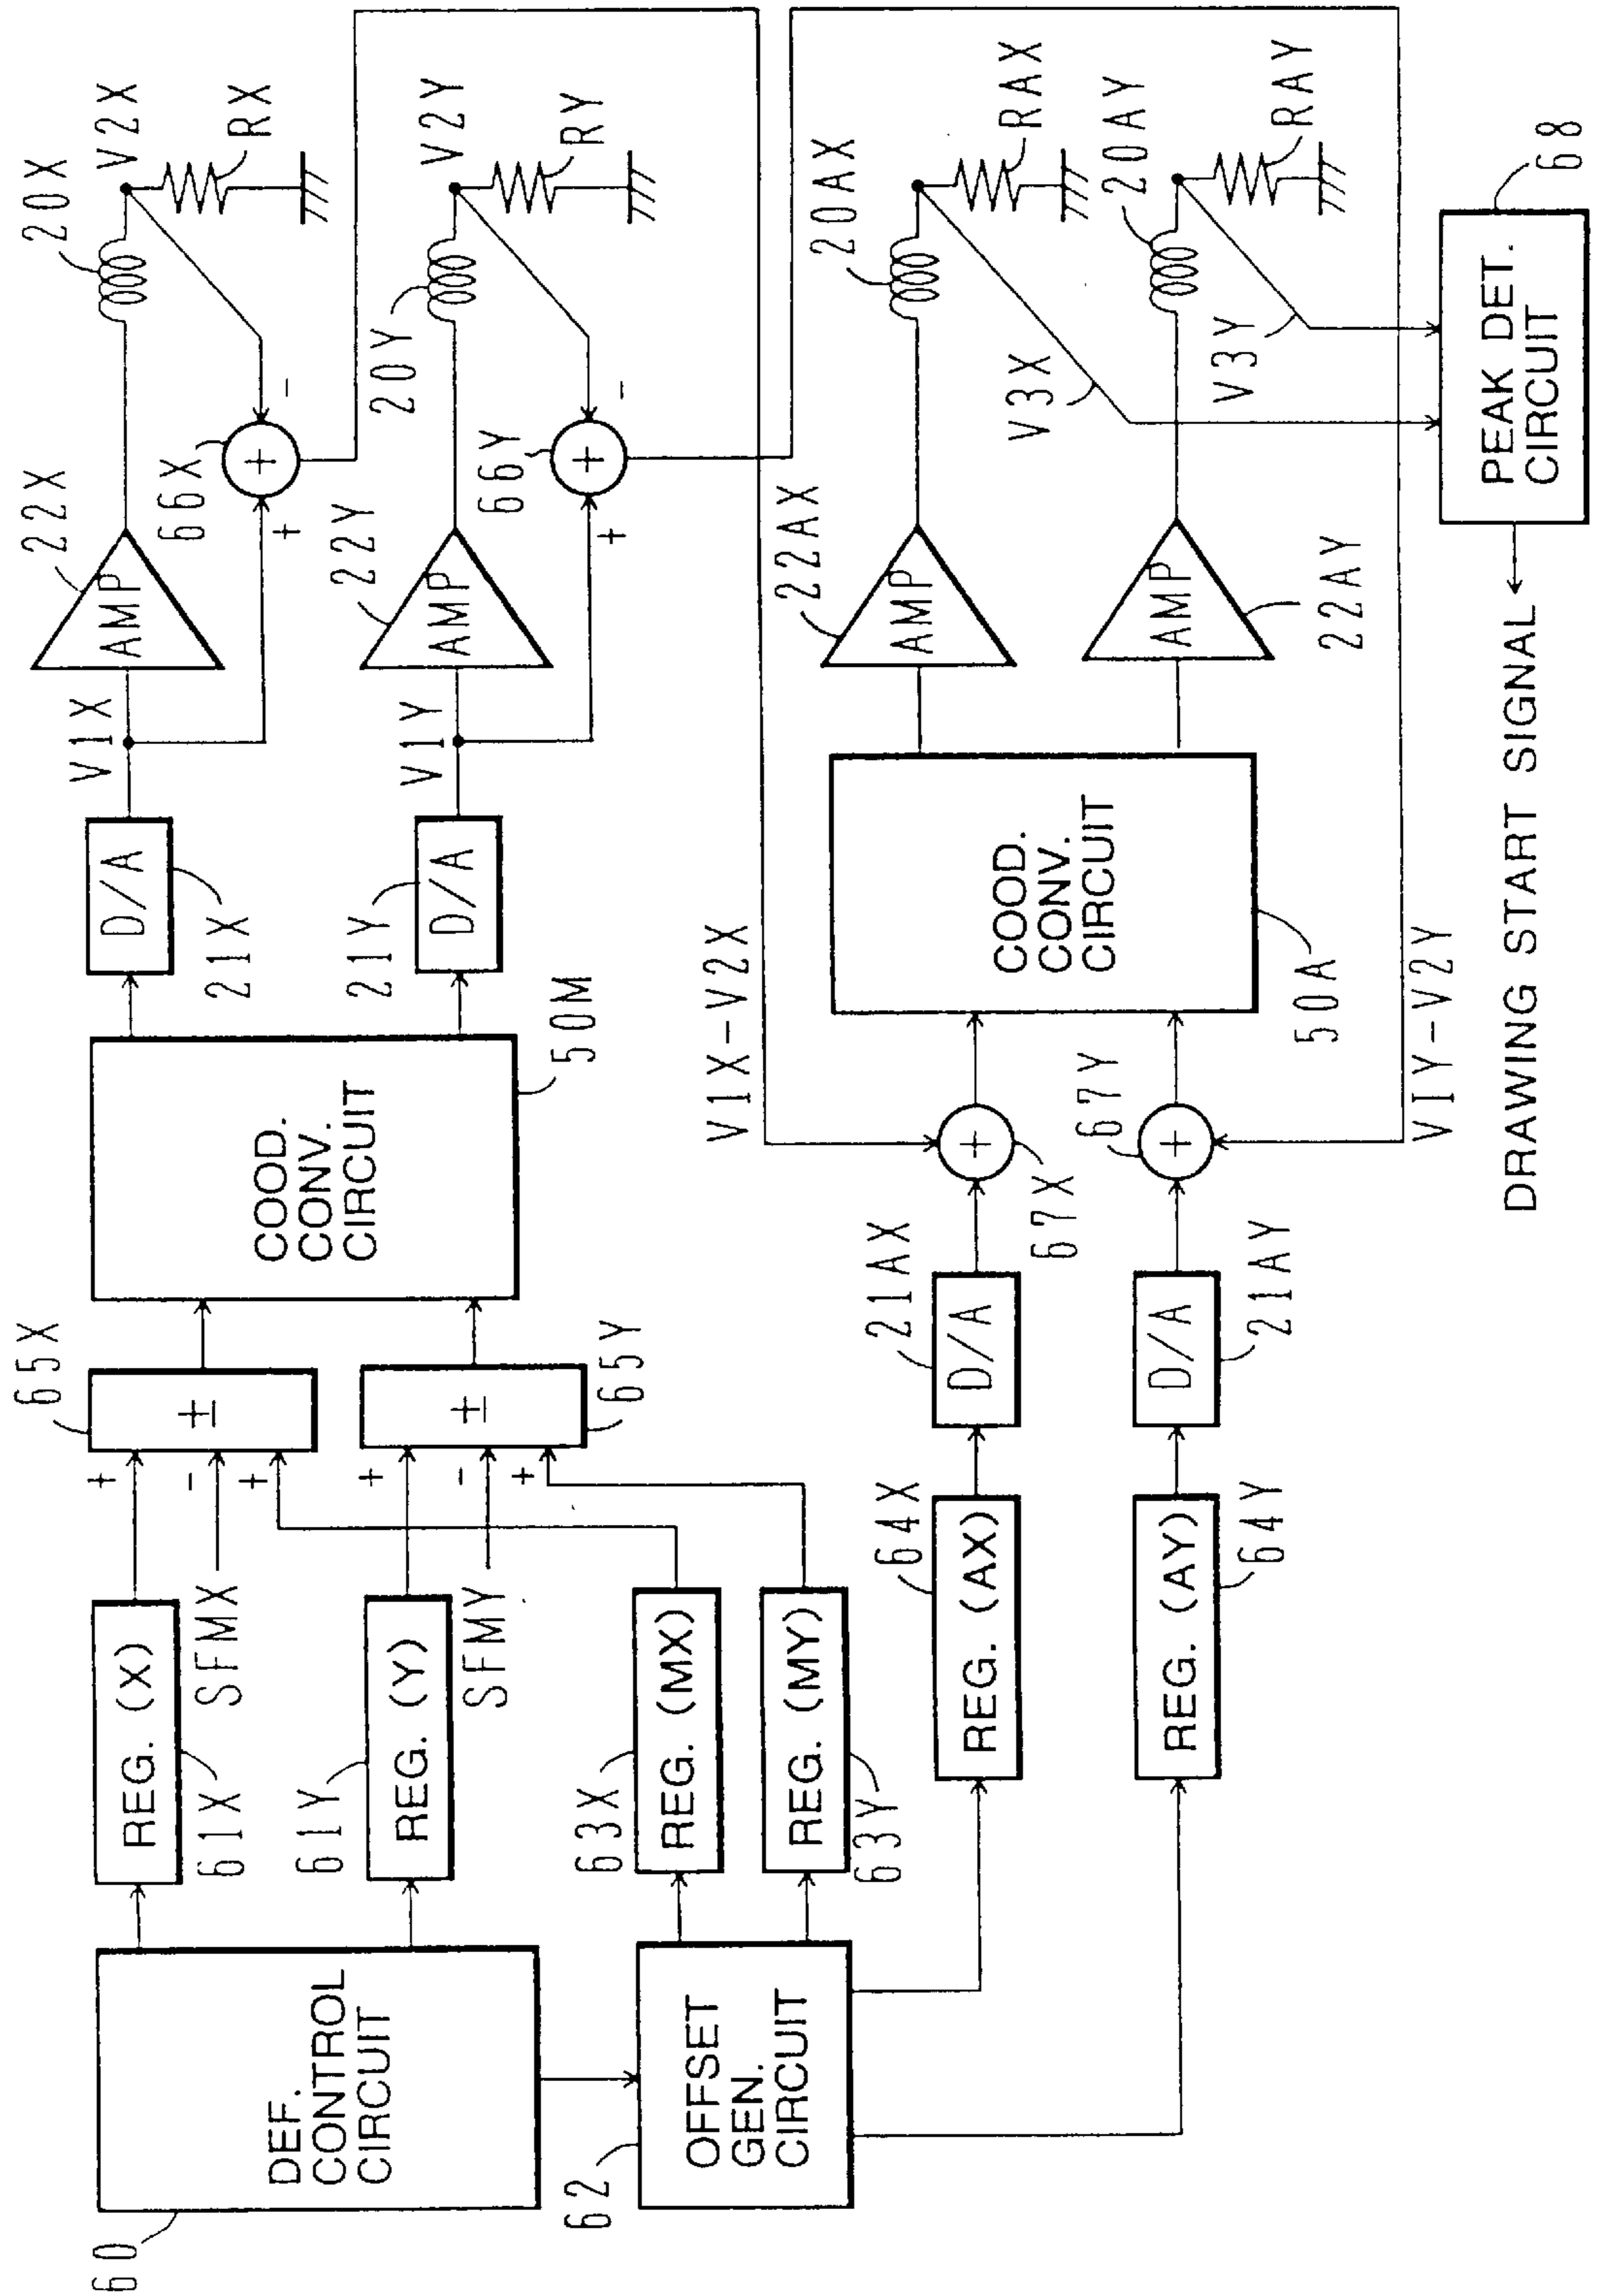 60
DEF.
CONTROL
CIRCUIT
REG. (X)
61X
SFMX
+
-
+
65X
±
COOD.
CONV.
CIRCUIT
50M
D/A
21X
V1X
22X
AMP
66X
+
+
-
20X
V2X
RX
61Y
REG. (Y)
SFMY
+
-
+
±
65Y
21Y
D/A
V1Y
22Y
AMP
66Y
+
+
-
20Y
V2Y
RY
62
OFFSET
GEN.
CIRCUIT
63X
REG. (MX)
REG. (MY)
63Y
64X
REG. (AX)
21AX
D/A
V1X-V2X
+
67X
REG. (AY)
64Y
D/A
21AY
67Y
+
COOD.
CONV.
CIRCUIT
50A
VIY-V2Y
22AX
AMP
20AX
RAX
V3X
AMP
22AY
20AY
RAY
V3Y
PEAK DET.
CIRCUIT
68
DRAWING START SIGNAL